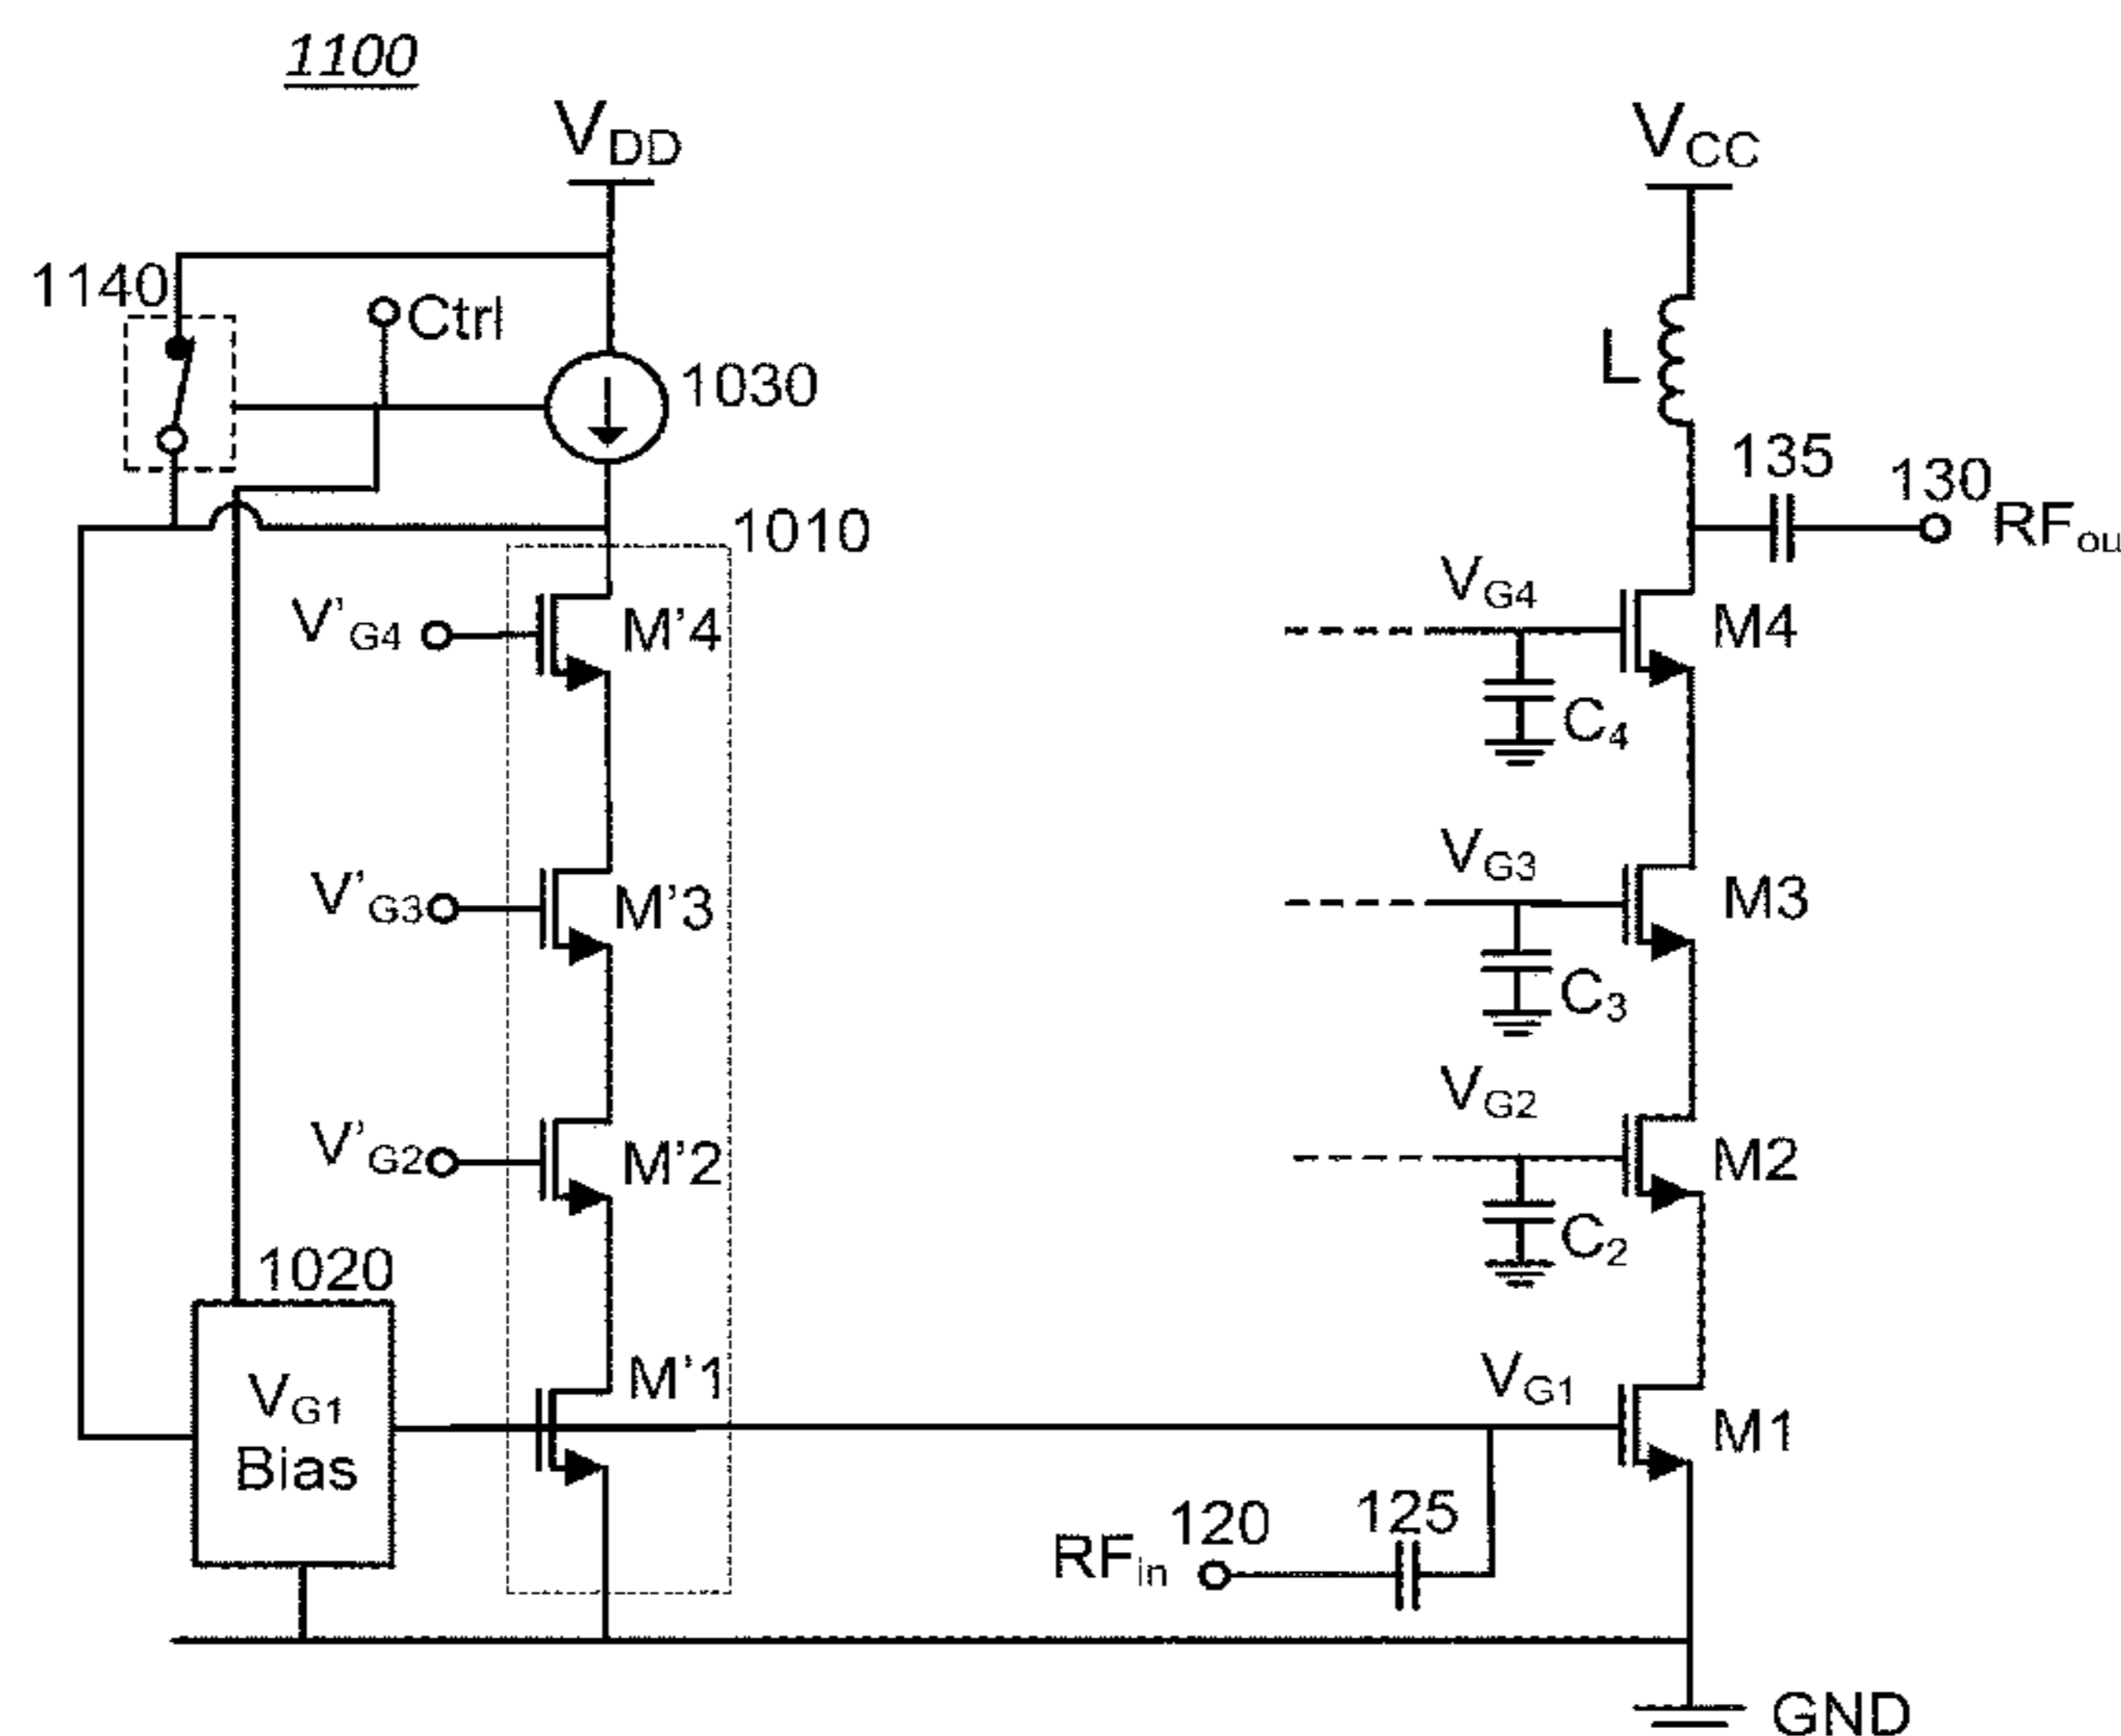 1100
VDD
VCC
1140
Ctrl
1030
L
135
130
RFou
1010
V'G4
M'4
VG4
M4
C4
V'G3
M'3
VG3
M3
C3
V'G2
M'2
VG2
M2
C2
1020
VG1
Bias
M'1
VG1
M1
RFin
120
125
GND